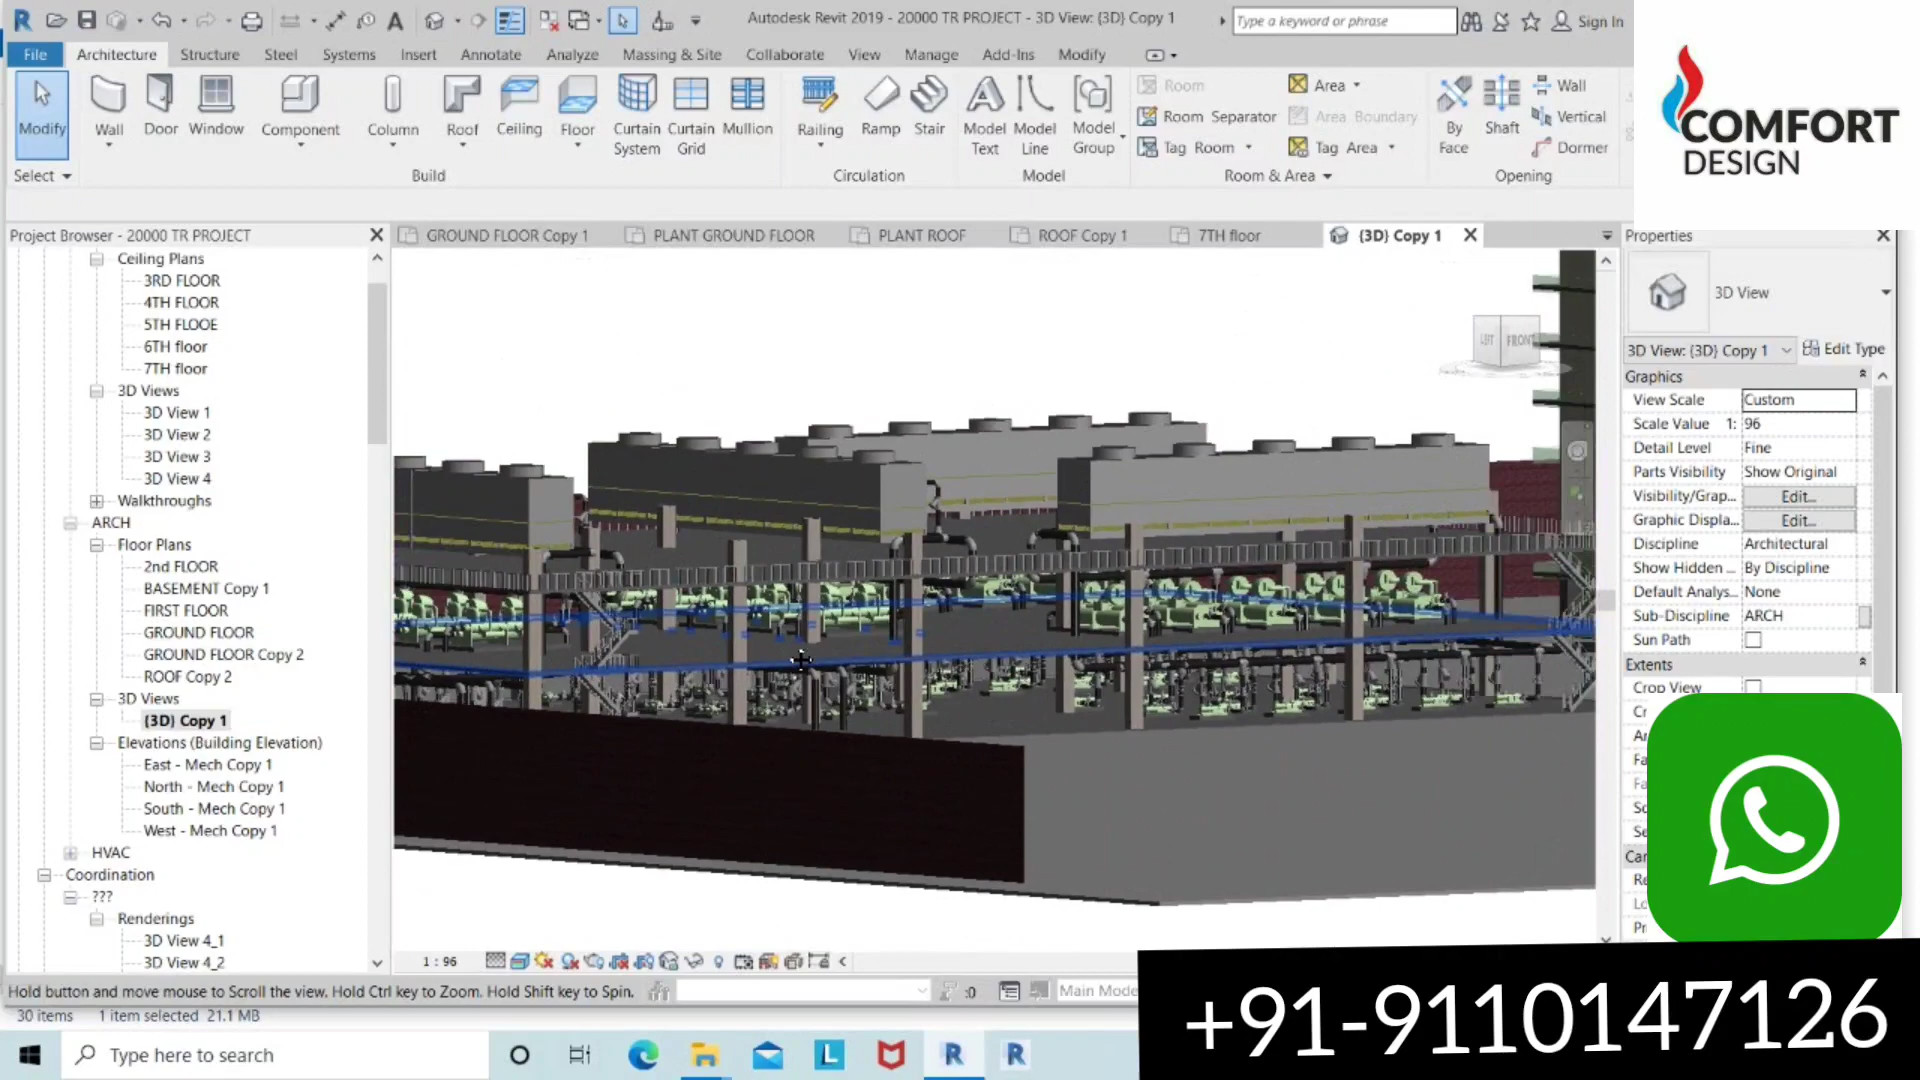 Autodesk Revit 2019 - 20000 TR PROJECT - 3D View: {3D} Copy 1
Type a keyword or phrase
Sign In
File
Architecture
Structure
Steel
Systems
Insert
Annotate
Analyze
Massing & Site
Collaborate
View
Manage
Add-Ins
Modify
Modify
Wall
Door
Window
Component
Column
Roof
Ceiling
Floor
Curtain
System
Curtain
Grid
Mullion
Railing
Ramp
Stair
Model
Text
Model
Line
Model
Group
Room
Room Separator
Tag Room
Area
Area Boundary
Tag Area
By
Face
Shaft
Wall
Vertical
Dormer
Select
Build
Circulation
Model
Room & Area
Opening
COMFORT
DESIGN
Project Browser - 20000 TR PROJECT
Ceiling Plans
3RD FLOOR
4TH FLOOR
5TH FLOOE
6TH floor
7TH floor
3D Views
3D View 1
3D View 2
3D View 3
3D View 4
Walkthroughs
ARCH
Floor Plans
2nd FLOOR
BASEMENT Copy 1
FIRST FLOOR
GROUND FLOOR
GROUND FLOOR Copy 2
ROOF Copy 2
3D Views
{3D} Copy 1
Elevations (Building Elevation)
East - Mech Copy 1
North - Mech Copy 1
South - Mech Copy 1
West - Mech Copy 1
HVAC
Coordination
???
Renderings
3D View 4_1
3D View 4_2
GROUND FLOOR Copy 1
PLANT GROUND FLOOR
PLANT ROOF
ROOF Copy 1
7TH floor
{3D} Copy 1
FRONT
Properties
3D View
3D View: {3D} Copy 1
Edit Type
Graphics
View Scale Custom
Scale Value 1: 96
Detail Level Fine
Parts Visibility Show Original
Visibility/Grap... Edit...
Graphic Displa... Edit...
Discipline Architectural
Show Hidden ... By Discipline
Default Analys... None
Sub-Discipline ARCH
Sun Path
Extents
Crop View
1 : 96
Hold button and move mouse to Scroll the view. Hold Ctrl key to Zoom. Hold Shift key to Spin.
:0
Main Mode
30 items 1 item selected 21.1 MB
Type here to search
+91-9110147126